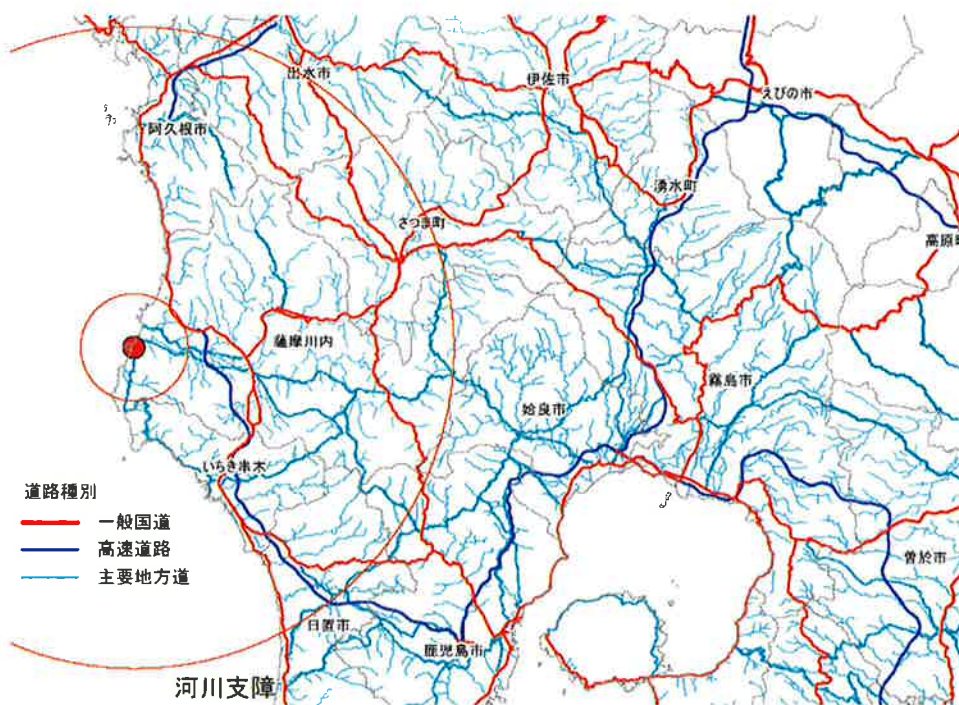 出水市
伊佐市
えびの市
阿久根市
湧水町
さつま町
高原町
薩摩川内
霧島市
姶良市
いちき串木
道路種別
一般国道
高速道路
主要地方道
曽於市
日置市
鹿児島市
河川支障